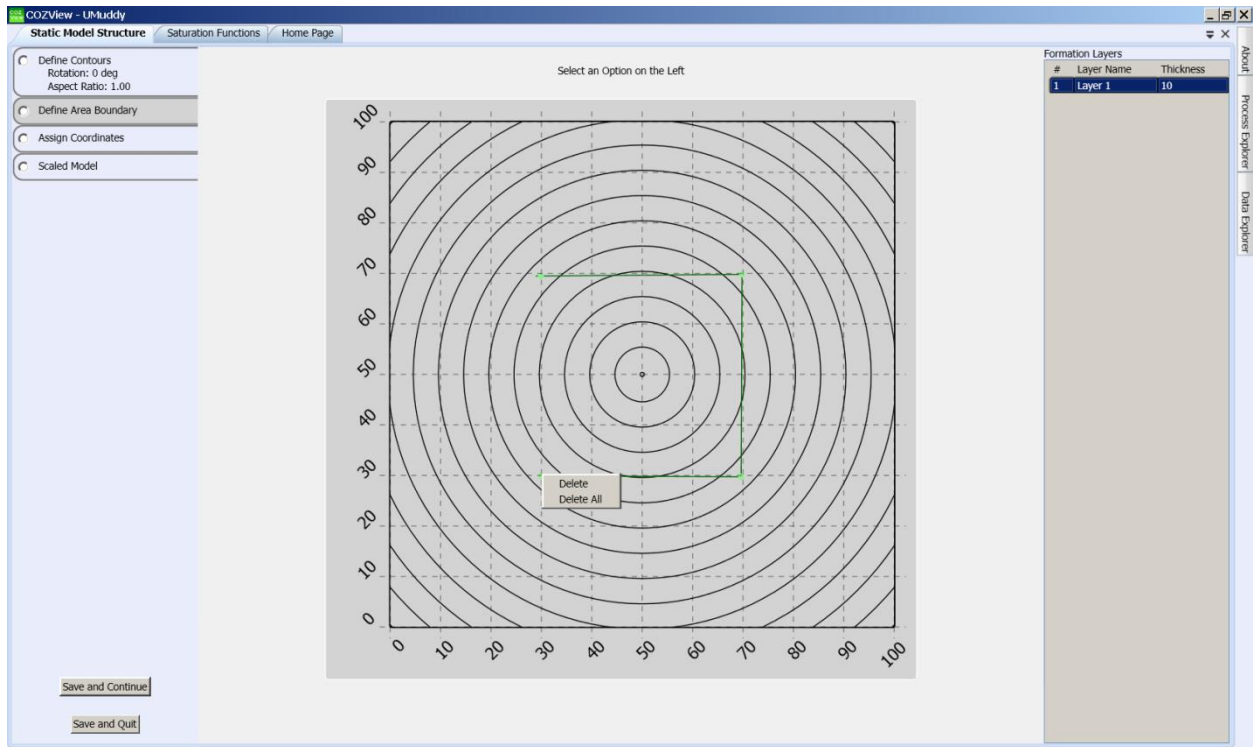 COZView - UMuddy
Static Model Structure
Saturation Functions
Home Page
Define Contours
Rotation: 0 deg
Aspect Ratio: 1.00
Define Area Boundary
Assign Coordinates
Scaled Model
Save and Continue
Save and Quit
Select an Option on the Left
100
90
80
70
60
50
40
30
20
10
0
0 10 20 30 40 50 60 70 80 90 100
Delete
Delete All
Formation Layers
# Layer Name Thickness
1 Layer 1 10
About
Process Explorer
Data Explorer